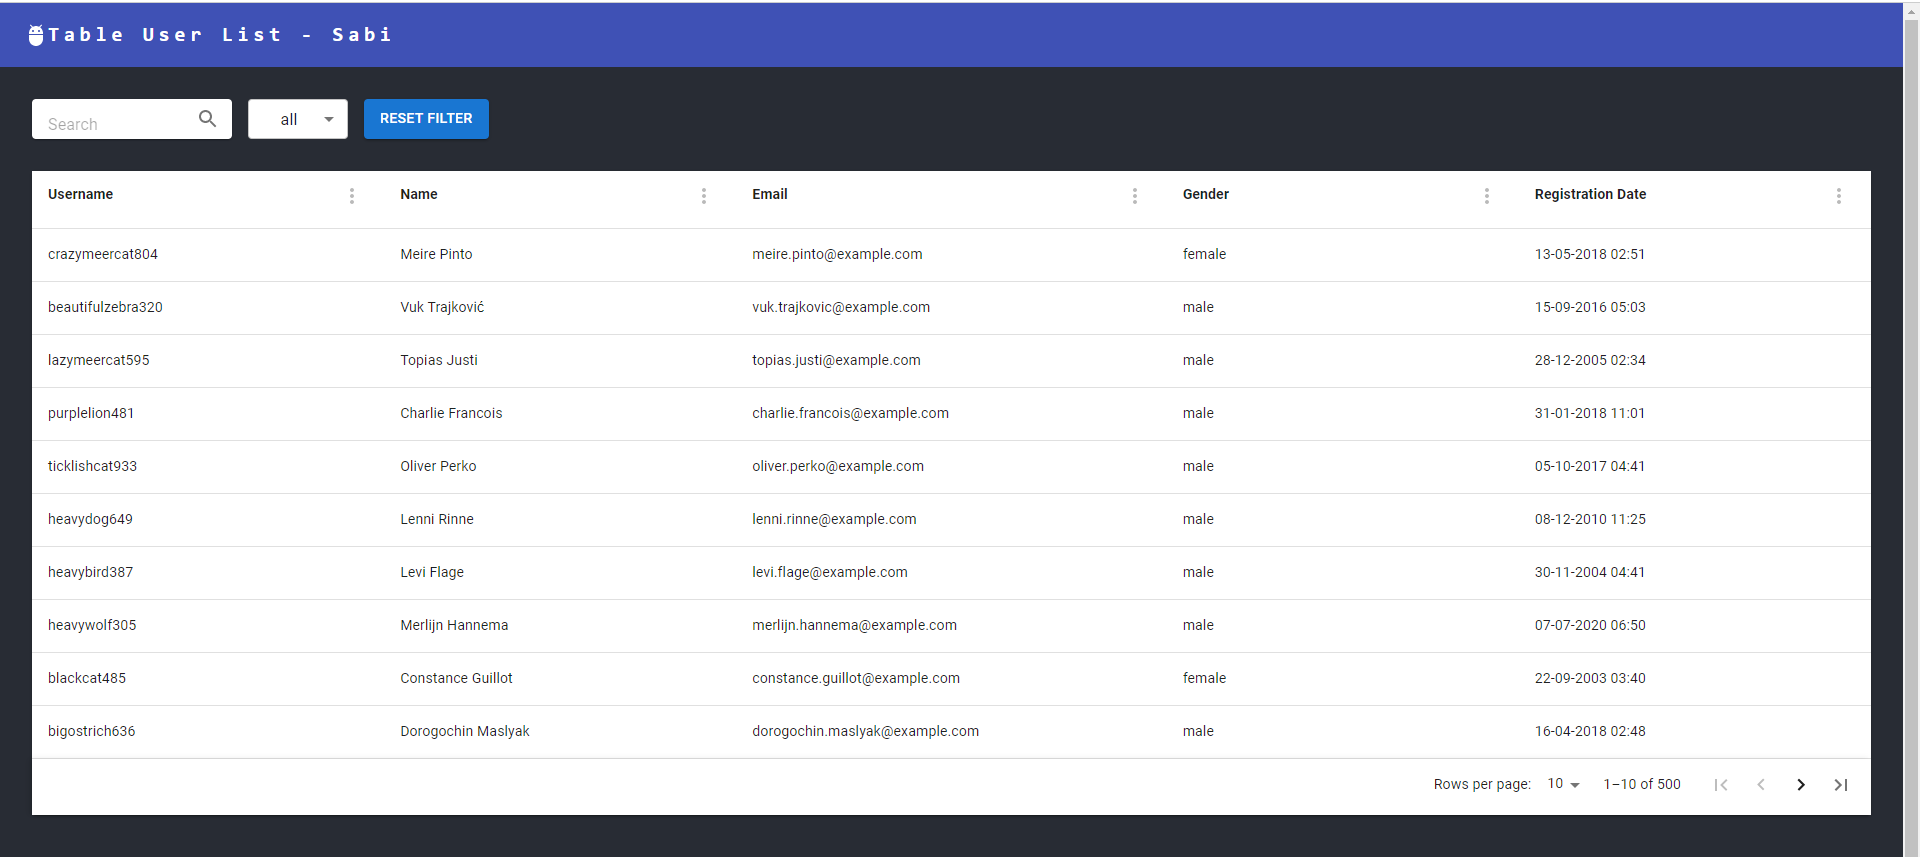 Table User List - Sabi
Search all RESET FILTER
Username Name Email Gender Registration Date
crazymeercat804 Meire Pinto meire.pinto@example.com female 13-05-2018 02:51
beautifulzebra320 Vuk Trajković vuk.trajkovic@example.com male 15-09-2016 05:03
lazymeercat595 Topias Justi topias.justi@example.com male 28-12-2005 02:34
purplelion481 Charlie Francois charlie.francois@example.com male 31-01-2018 11:01
ticklishcat933 Oliver Perko oliver.perko@example.com male 05-10-2017 04:41
heavydog649 Lenni Rinne lenni.rinne@example.com male 08-12-2010 11:25
heavybird387 Levi Flage levi.flage@example.com male 30-11-2004 04:41
heavywolf305 Merlijn Hannema merlijn.hannema@example.com male 07-07-2020 06:50
blackcat485 Constance Guillot constance.guillot@example.com female 22-09-2003 03:40
bigostrich636 Dorogochin Maslyak dorogochin.maslyak@example.com male 16-04-2018 02:48
Rows per page: 10 1–10 of 500